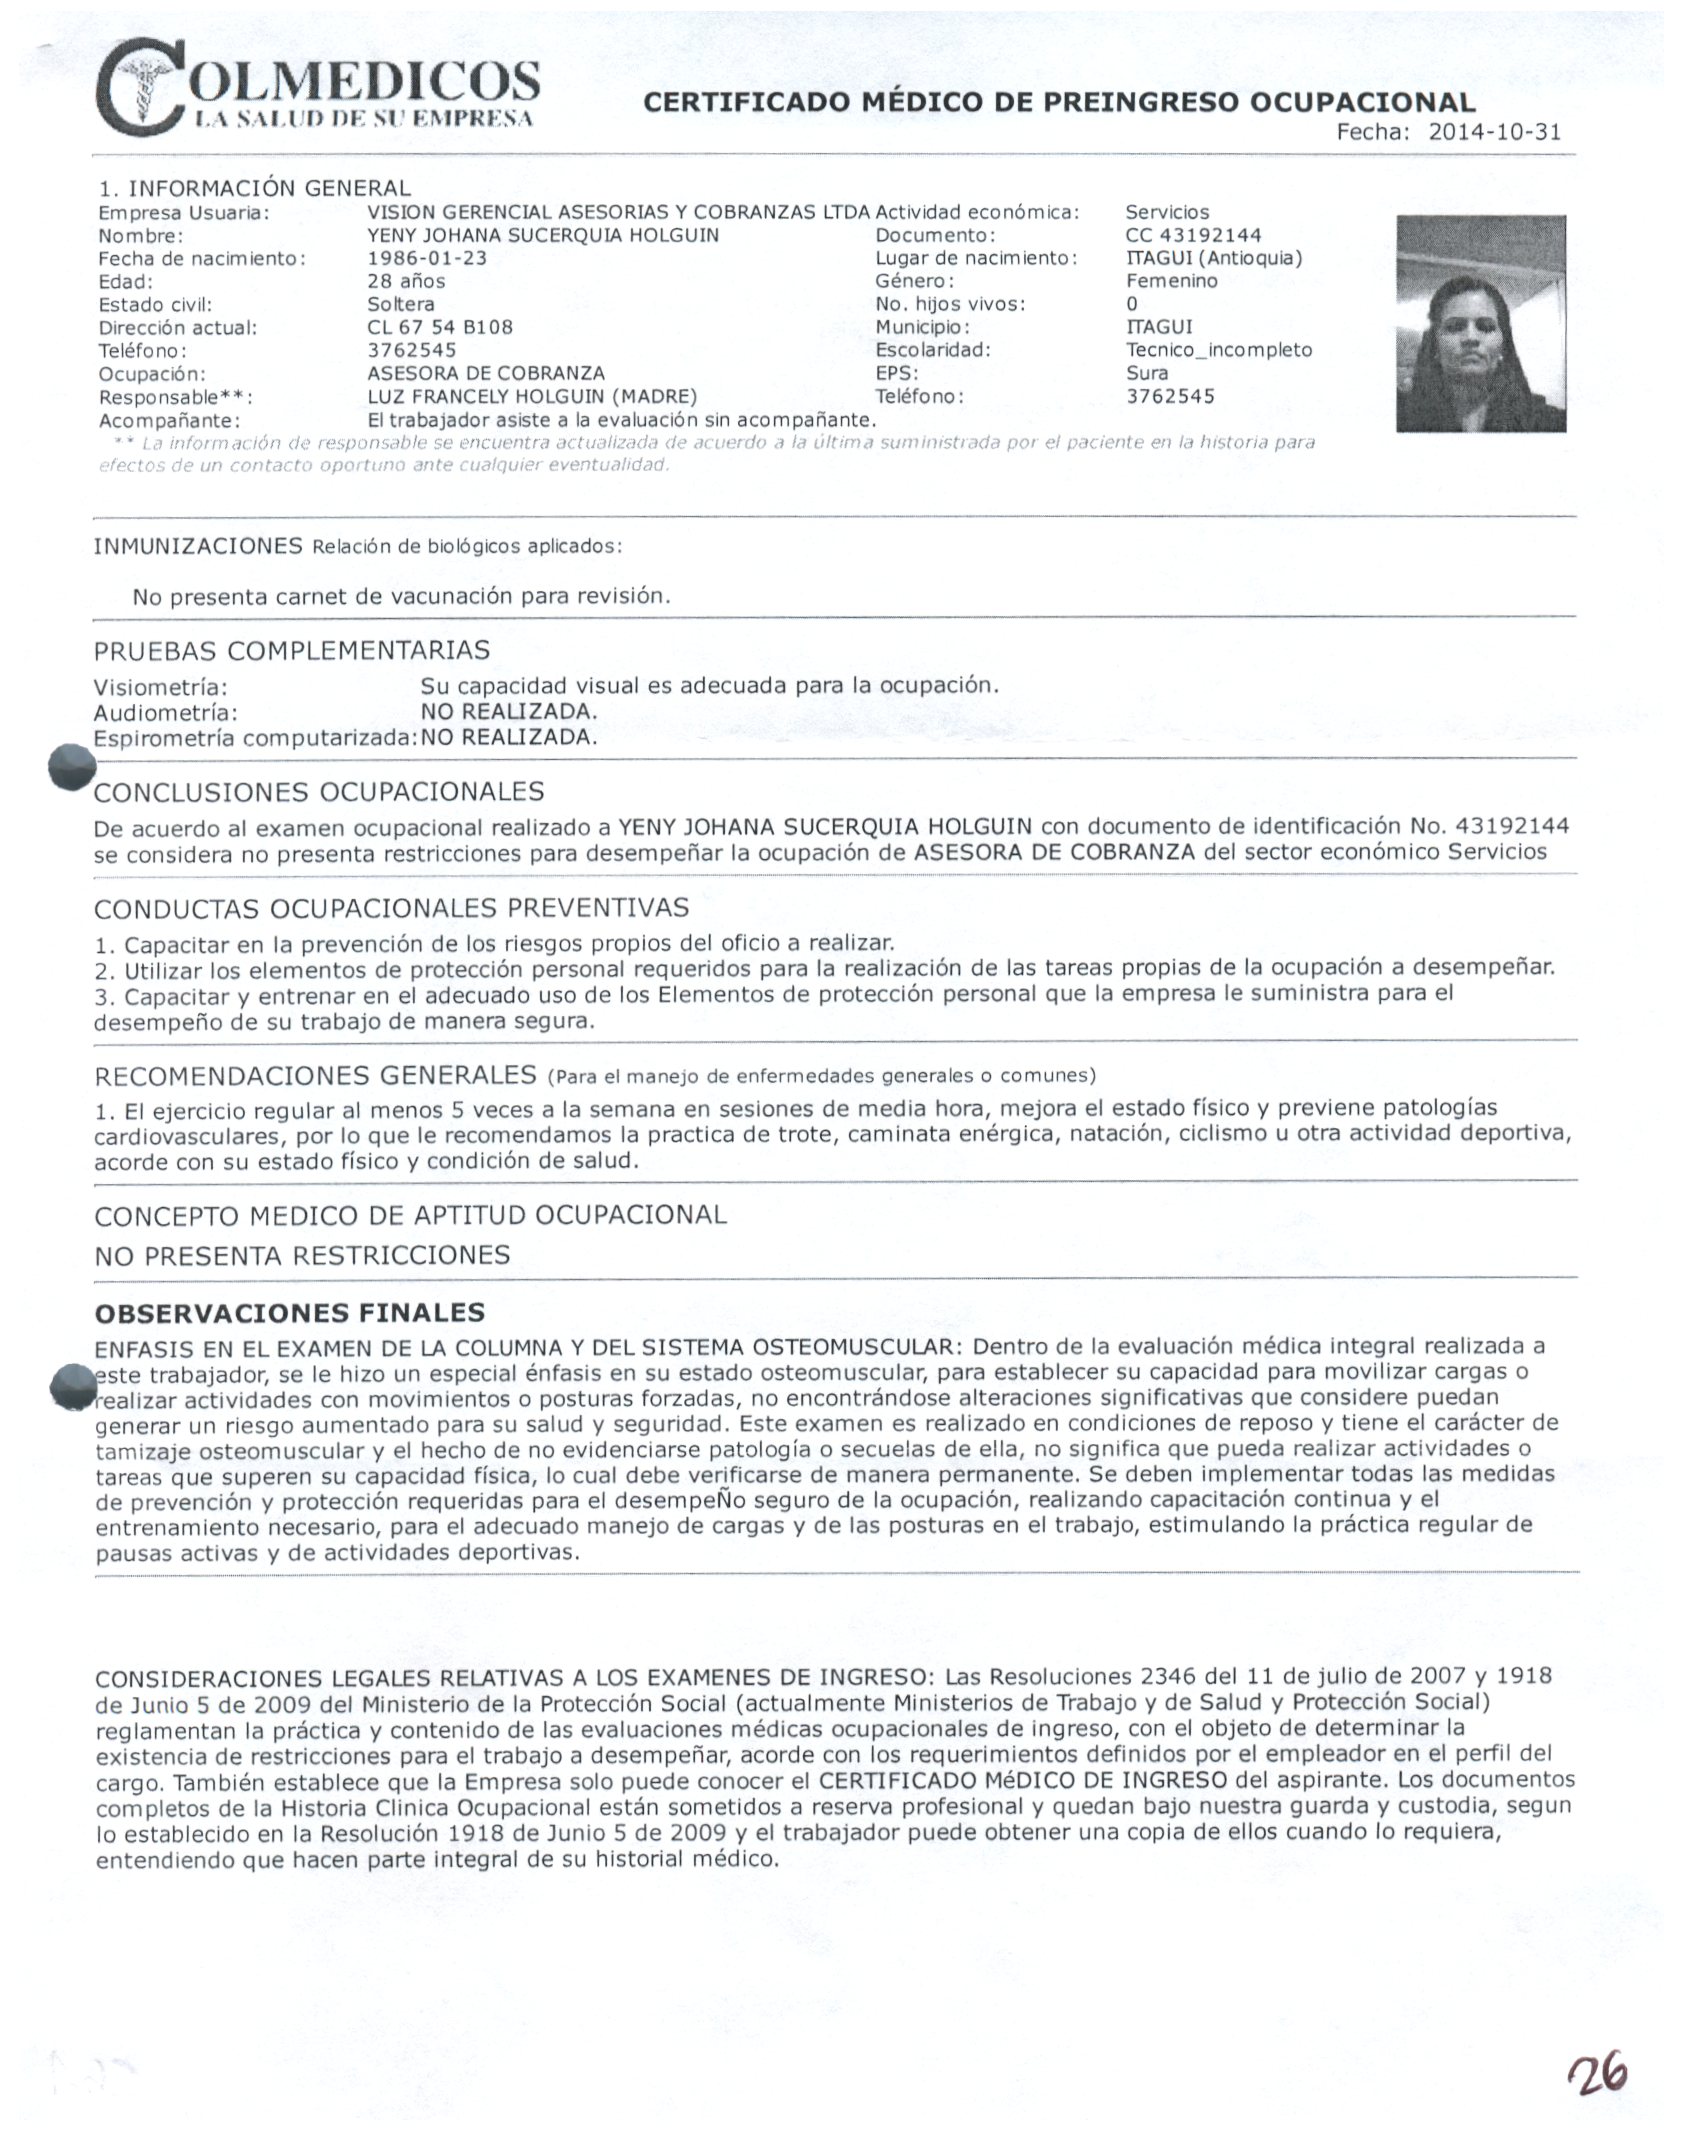 COLMEDICOS
LA SALUD DE SU EMPRESA
CERTIFICADO MÉDICO DE PREINGRESO OCUPACIONAL
Fecha: 2014-10-31
1. INFORMACIÓN GENERAL
Empresa Usuaria: VISION GERENCIAL ASESORIAS Y COBRANZAS LTDA Actividad económica: Servicios
Nombre: YENY JOHANA SUCERQUIA HOLGUIN Documento: CC 43192144
Fecha de nacimiento: 1986-01-23 Lugar de nacimiento: ITAGUI (Antioquia)
Edad: 28 años Género: Femenino
Estado civil: Soltera No. hijos vivos: 0
Dirección actual: CL 67 54 B108 Municipio: ITAGUI
Teléfono: 3762545 Escolaridad: Tecnico_incompleto
Ocupación: ASESORA DE COBRANZA EPS: Sura
Responsable**: LUZ FRANCELY HOLGUIN (MADRE) Teléfono: 3762545
Acompañante: El trabajador asiste a la evaluación sin acompañante.
** La información de responsable se encuentra actualizada de acuerdo a la última suministrada por el paciente en la historia para
efectos de un contacto oportuno ante cualquier eventualidad.
INMUNIZACIONES Relación de biológicos aplicados:
No presenta carnet de vacunación para revisión.
PRUEBAS COMPLEMENTARIAS
Visiometría: Su capacidad visual es adecuada para la ocupación.
Audiometría: NO REALIZADA.
Espirometría computarizada: NO REALIZADA.
CONCLUSIONES OCUPACIONALES
De acuerdo al examen ocupacional realizado a YENY JOHANA SUCERQUIA HOLGUIN con documento de identificación No. 43192144
se considera no presenta restricciones para desempeñar la ocupación de ASESORA DE COBRANZA del sector económico Servicios
CONDUCTAS OCUPACIONALES PREVENTIVAS
1. Capacitar en la prevención de los riesgos propios del oficio a realizar.
2. Utilizar los elementos de protección personal requeridos para la realización de las tareas propias de la ocupación a desempeñar.
3. Capacitar y entrenar en el adecuado uso de los Elementos de protección personal que la empresa le suministra para el
desempeño de su trabajo de manera segura.
RECOMENDACIONES GENERALES (Para el manejo de enfermedades generales o comunes)
1. El ejercicio regular al menos 5 veces a la semana en sesiones de media hora, mejora el estado físico y previene patologías
cardiovasculares, por lo que le recomendamos la practica de trote, caminata enérgica, natación, ciclismo u otra actividad deportiva,
acorde con su estado físico y condición de salud.
CONCEPTO MEDICO DE APTITUD OCUPACIONAL
NO PRESENTA RESTRICCIONES
OBSERVACIONES FINALES
ENFASIS EN EL EXAMEN DE LA COLUMNA Y DEL SISTEMA OSTEOMUSCULAR: Dentro de la evaluación médica integral realizada a
este trabajador, se le hizo un especial énfasis en su estado osteomuscular, para establecer su capacidad para movilizar cargas o
realizar actividades con movimientos o posturas forzadas, no encontrándose alteraciones significativas que considere puedan
generar un riesgo aumentado para su salud y seguridad. Este examen es realizado en condiciones de reposo y tiene el carácter de
tamizaje osteomuscular y el hecho de no evidenciarse patología o secuelas de ella, no significa que pueda realizar actividades o
tareas que superen su capacidad física, lo cual debe verificarse de manera permanente. Se deben implementar todas las medidas
de prevención y protección requeridas para el desempeÑo seguro de la ocupación, realizando capacitación continua y el
entrenamiento necesario, para el adecuado manejo de cargas y de las posturas en el trabajo, estimulando la práctica regular de
pausas activas y de actividades deportivas.
CONSIDERACIONES LEGALES RELATIVAS A LOS EXAMENES DE INGRESO: Las Resoluciones 2346 del 11 de julio de 2007 y 1918
de Junio 5 de 2009 del Ministerio de la Protección Social (actualmente Ministerios de Trabajo y de Salud y Protección Social)
reglamentan la práctica y contenido de las evaluaciones médicas ocupacionales de ingreso, con el objeto de determinar la
existencia de restricciones para el trabajo a desempeñar, acorde con los requerimientos definidos por el empleador en el perfil del
cargo. También establece que la Empresa solo puede conocer el CERTIFICADO MéDICO DE INGRESO del aspirante. Los documentos
completos de la Historia Clinica Ocupacional están sometidos a reserva profesional y quedan bajo nuestra guarda y custodia, segun
lo establecido en la Resolución 1918 de Junio 5 de 2009 y el trabajador puede obtener una copia de ellos cuando lo requiera,
entendiendo que hacen parte integral de su historial médico.
26